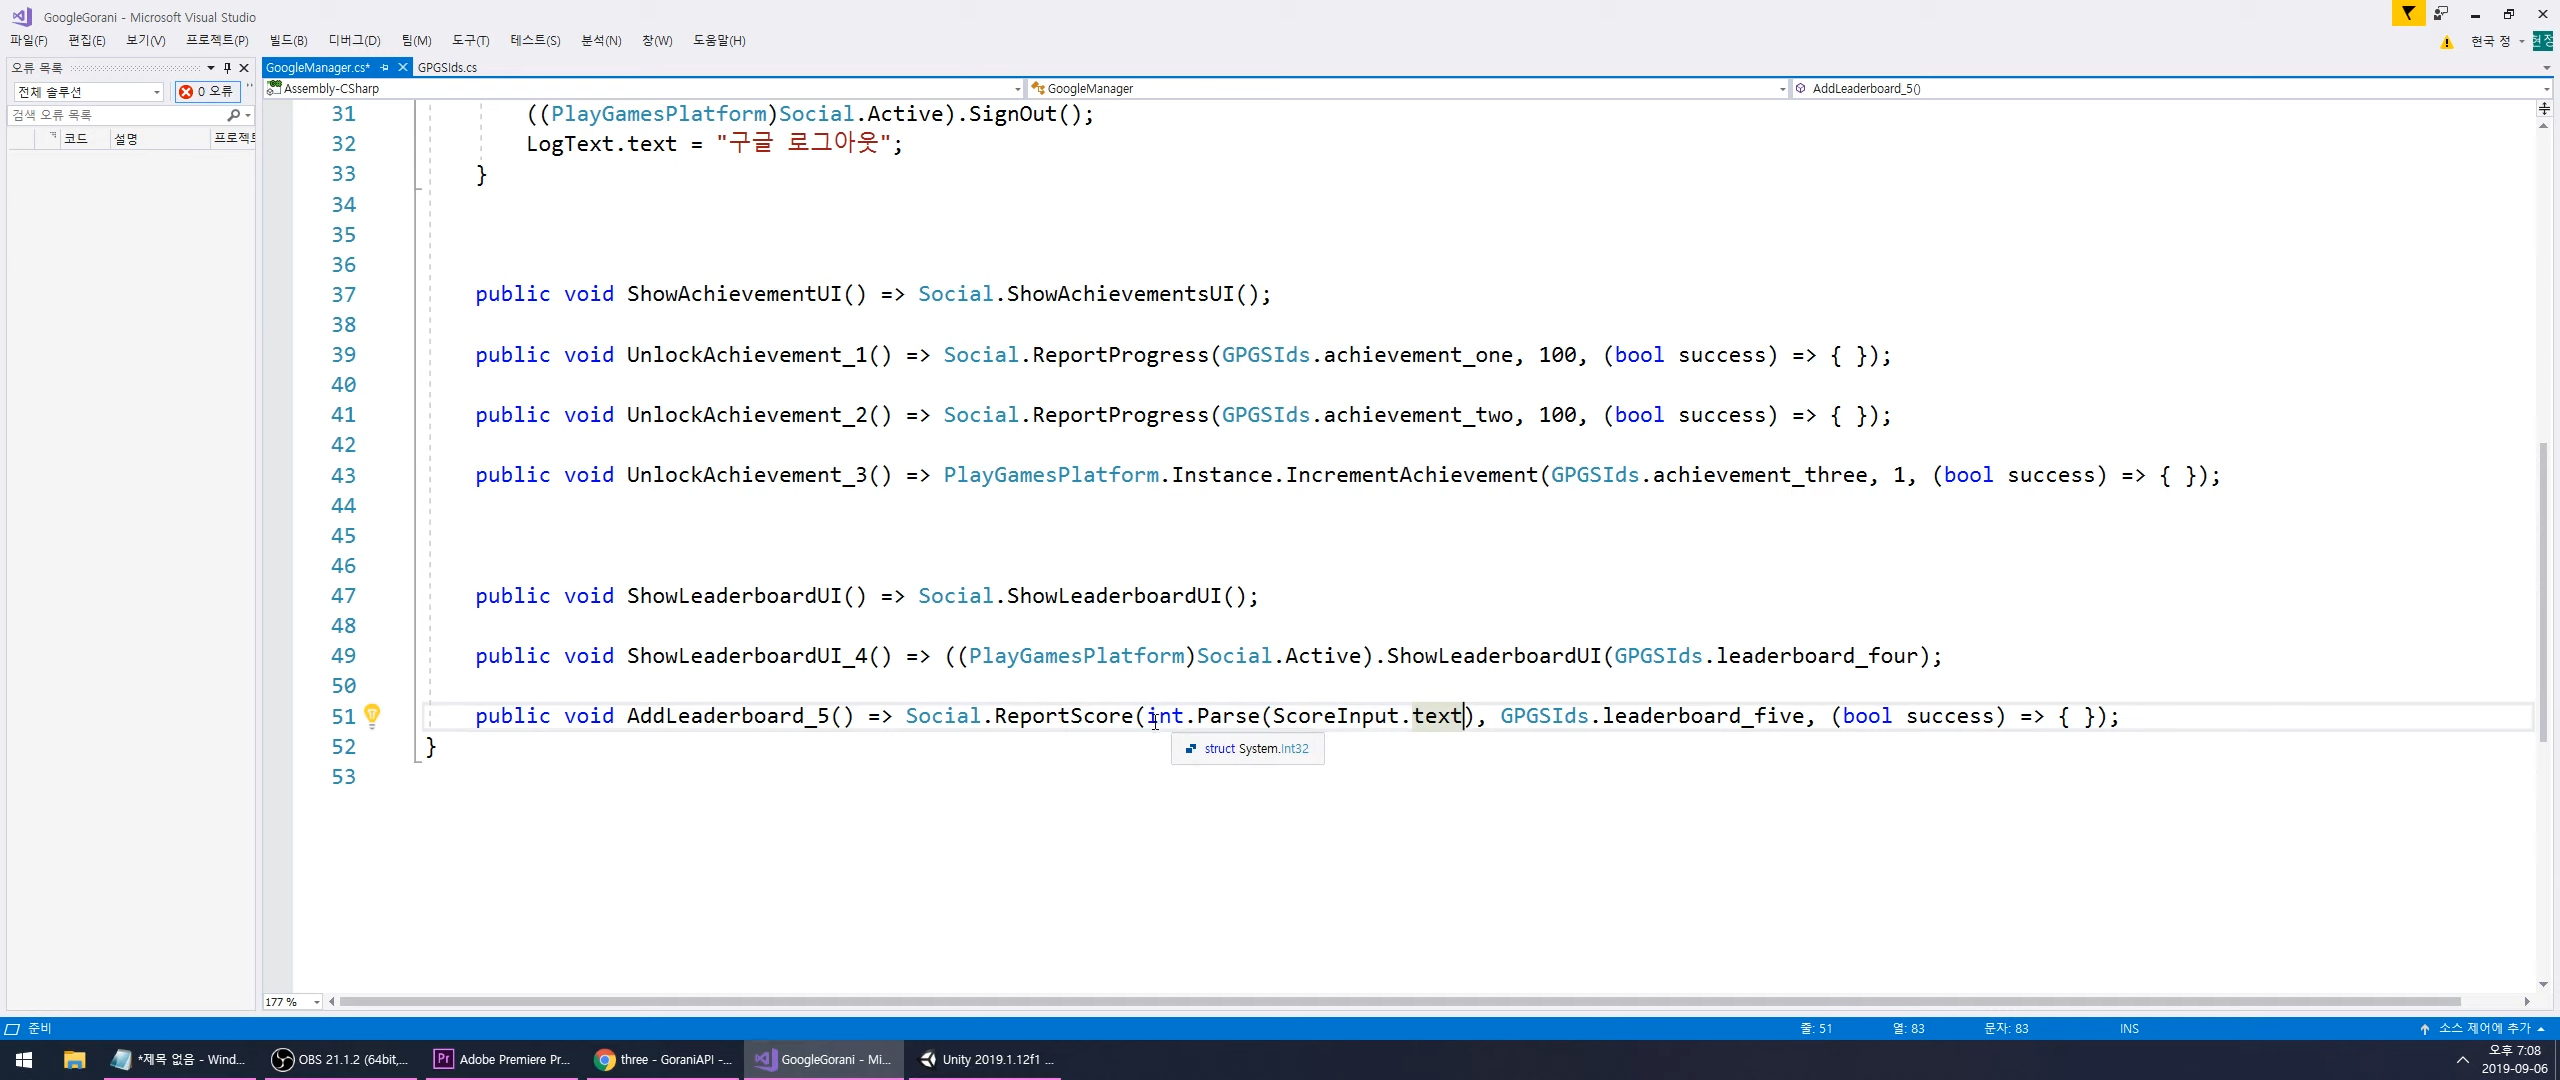 GoogleGorani - Microsoft Visual Studio
파일(F) 편집(E) 보기(V) 프로젝트(P) 빌드(B) 디버그(D) 팀(M) 도구(T) 테스트(S) 분석(N) 창(W) 도움말(H)
현국 정 현정
오류 목록
GoogleManager.cs* GPGSIds.cs
전체 솔루션 0 오류
Assembly-CSharp GoogleManager AddLeaderboard_5()
검색 오류 목록
코드 설명 프로젝트
31 ((PlayGamesPlatform)Social.Active).SignOut();
32 LogText.text = "구글 로그아웃";
33 }
34
35
36
37 public void ShowAchievementUI() => Social.ShowAchievementsUI();
38
39 public void UnlockAchievement_1() => Social.ReportProgress(GPGSIds.achievement_one, 100, (bool success) => { });
40
41 public void UnlockAchievement_2() => Social.ReportProgress(GPGSIds.achievement_two, 100, (bool success) => { });
42
43 public void UnlockAchievement_3() => PlayGamesPlatform.Instance.IncrementAchievement(GPGSIds.achievement_three, 1, (bool success) => { });
44
45
46
47 public void ShowLeaderboardUI() => Social.ShowLeaderboardUI();
48
49 public void ShowLeaderboardUI_4() => ((PlayGamesPlatform)Social.Active).ShowLeaderboardUI(GPGSIds.leaderboard_four);
50
51 public void AddLeaderboard_5() => Social.ReportScore(int.Parse(ScoreInput.text), GPGSIds.leaderboard_five, (bool success) => { });
struct System.Int32
52 }
53
177 %
준비 줄: 51 열: 83 문자: 83 INS 소스 제어에 추가
*제목 없음 - Wind... OBS 21.1.2 (64bit,... Adobe Premiere Pr... three - GoraniAPI -... GoogleGorani - Mi... Unity 2019.1.12f1 ...
오후 7:08
2019-09-06